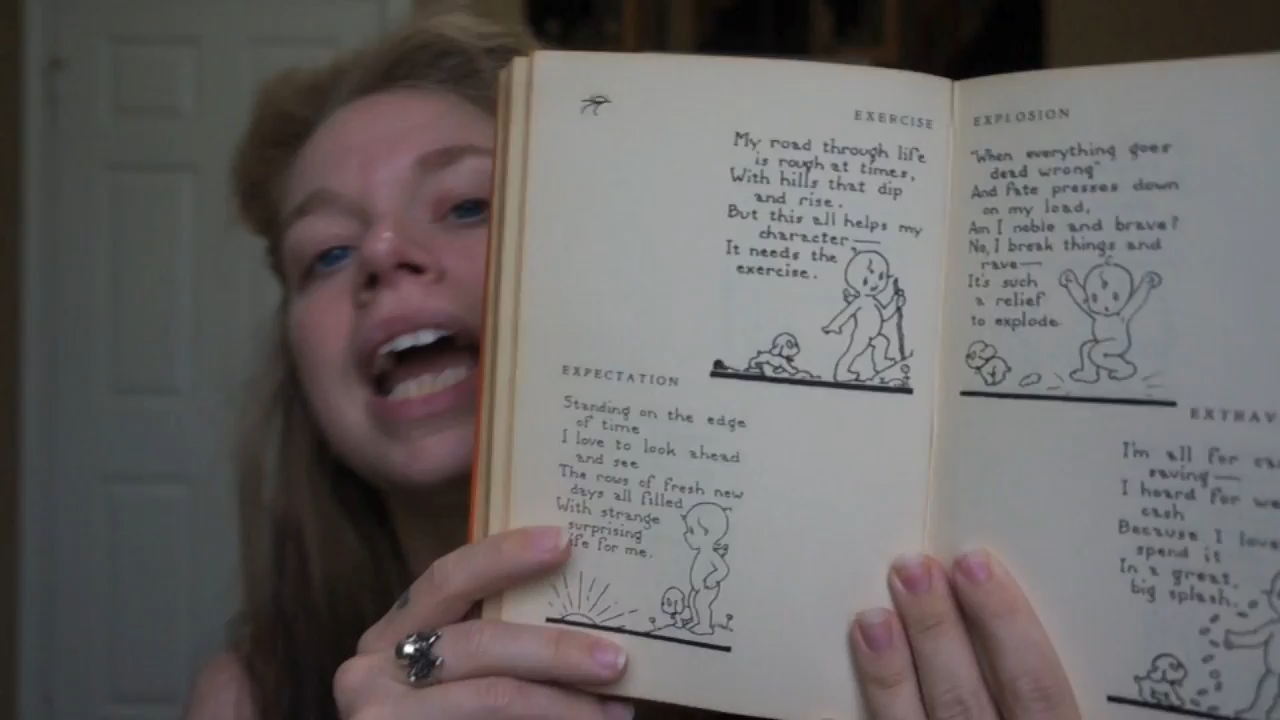 EXERCISE
My road through life
is rough at times,
With hills that dip
and rise.
But this all helps my
character —
It needs the
exercise.
EXPECTATION
Standing on the edge
of time
I love to look ahead
and see
The rows of fresh new
days all filled
With strange
surprising
life for me.
EXPLOSION
"When everything goes
dead wrong"
And Fate presses down
on my load,
Am I noble and brave?
No, I break things and
rave —
It's such
a relief
to explode.
EXTRAV
I'm all for
saving —
I hoard for
cash
Because I love
spend it
In a great,
big splash.